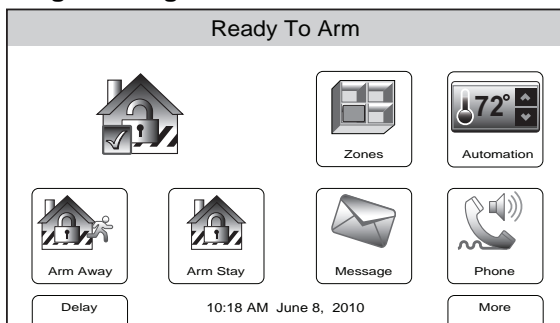 Ready To Arm
72°
Zones
Automation
Arm Away
Arm Stay
Message
Phone
Delay
10:18 AM June 8, 2010
More